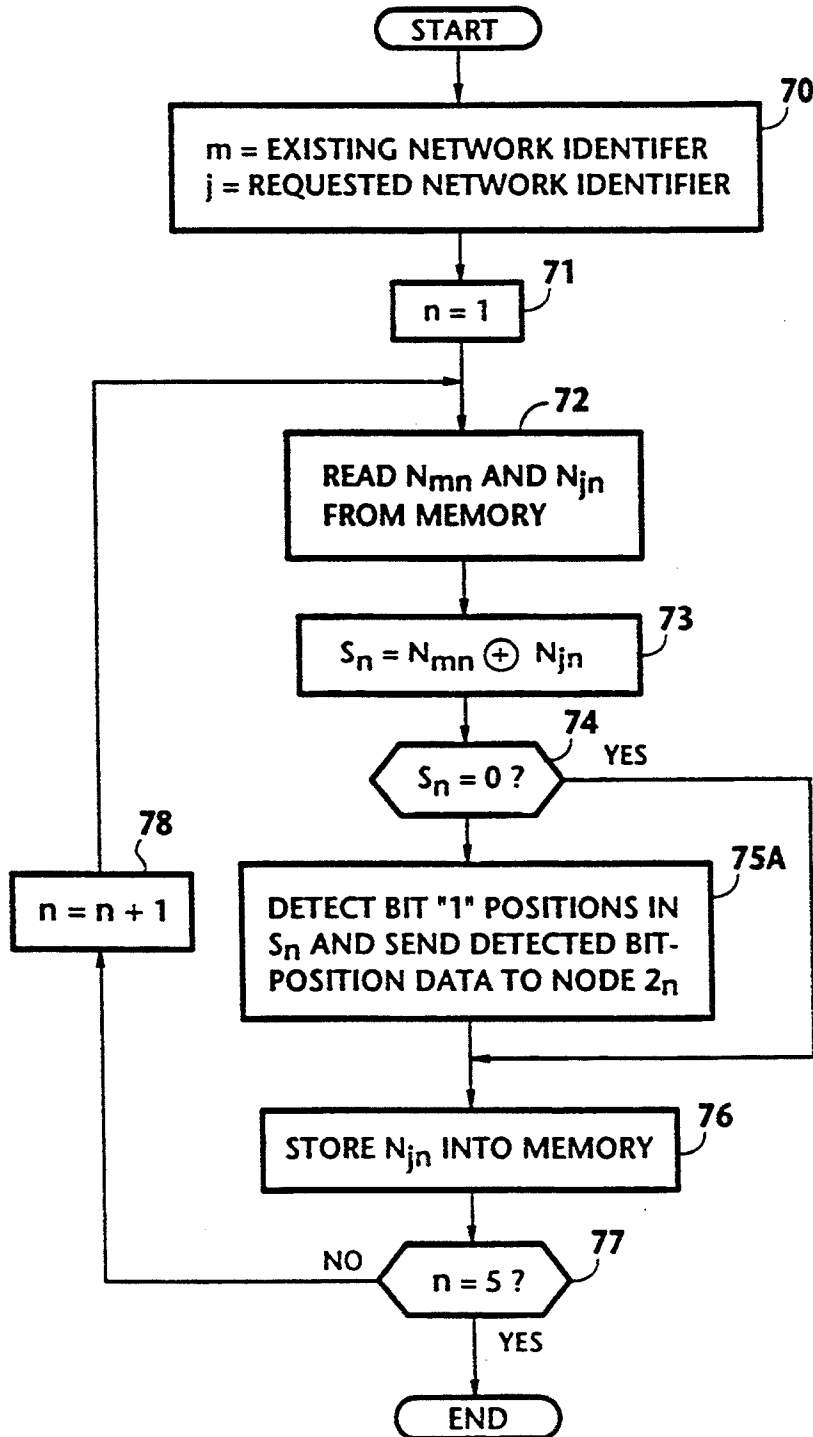 START
70
m = EXISTING NETWORK IDENTIFER
j = REQUESTED NETWORK IDENTIFIER
71
n = 1
72
READ Nmn AND Njn
FROM MEMORY
73
Sn = Nmn ⊕ Njn
74
Sn = 0 ?
YES
78
n = n + 1
75A
DETECT BIT "1" POSITIONS IN
Sn AND SEND DETECTED BIT-
POSITION DATA TO NODE 2n
76
STORE Njn INTO MEMORY
NO
77
n = 5 ?
YES
END